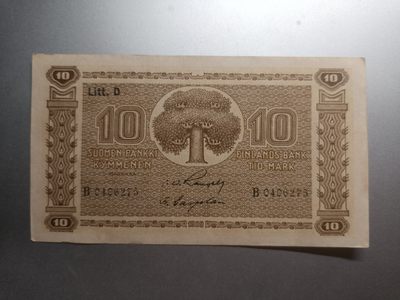 10 10
Litt. D
10 10
SUOMEN PANKKI FINLANDS BANK
KYMMENEN TIO MARK
B 0406275 B 0406275
10 10